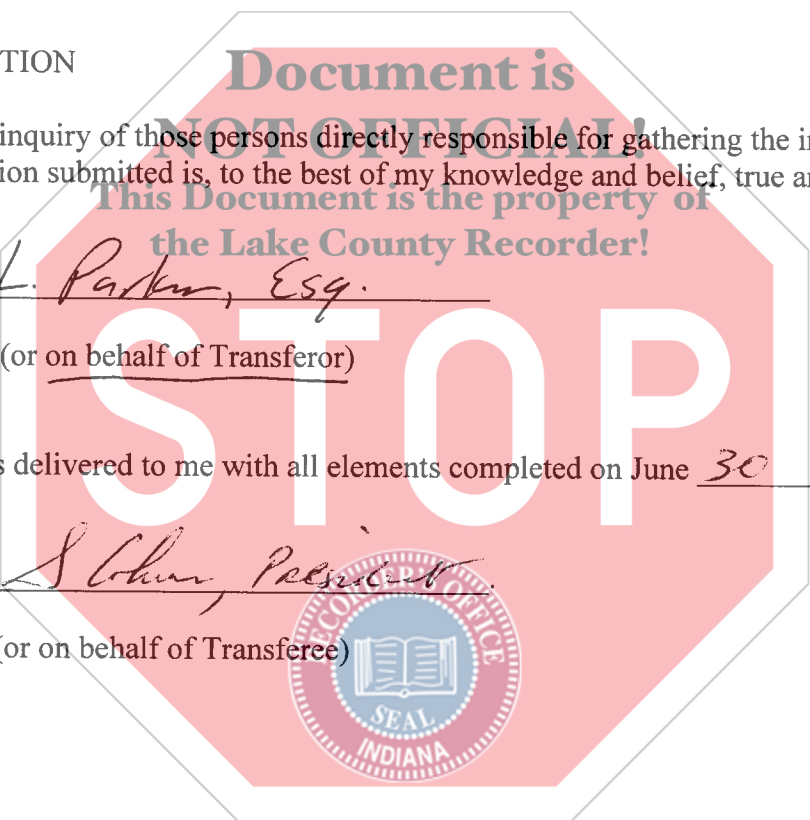 TION
Document is
NOT OFFICIAL!
inquiry of those persons directly responsible for gathering the i
ion submitted is, to the best of my knowledge and belief, true a
This Document is the property of
the Lake County Recorder!
L. Parker, Esq.
(or on behalf of Transferor)
STOP
s delivered to me with all elements completed on June 30
S Cohen, President
(or on behalf of Transferee)
RECORDER'S OFFICE
SEAL
INDIANA